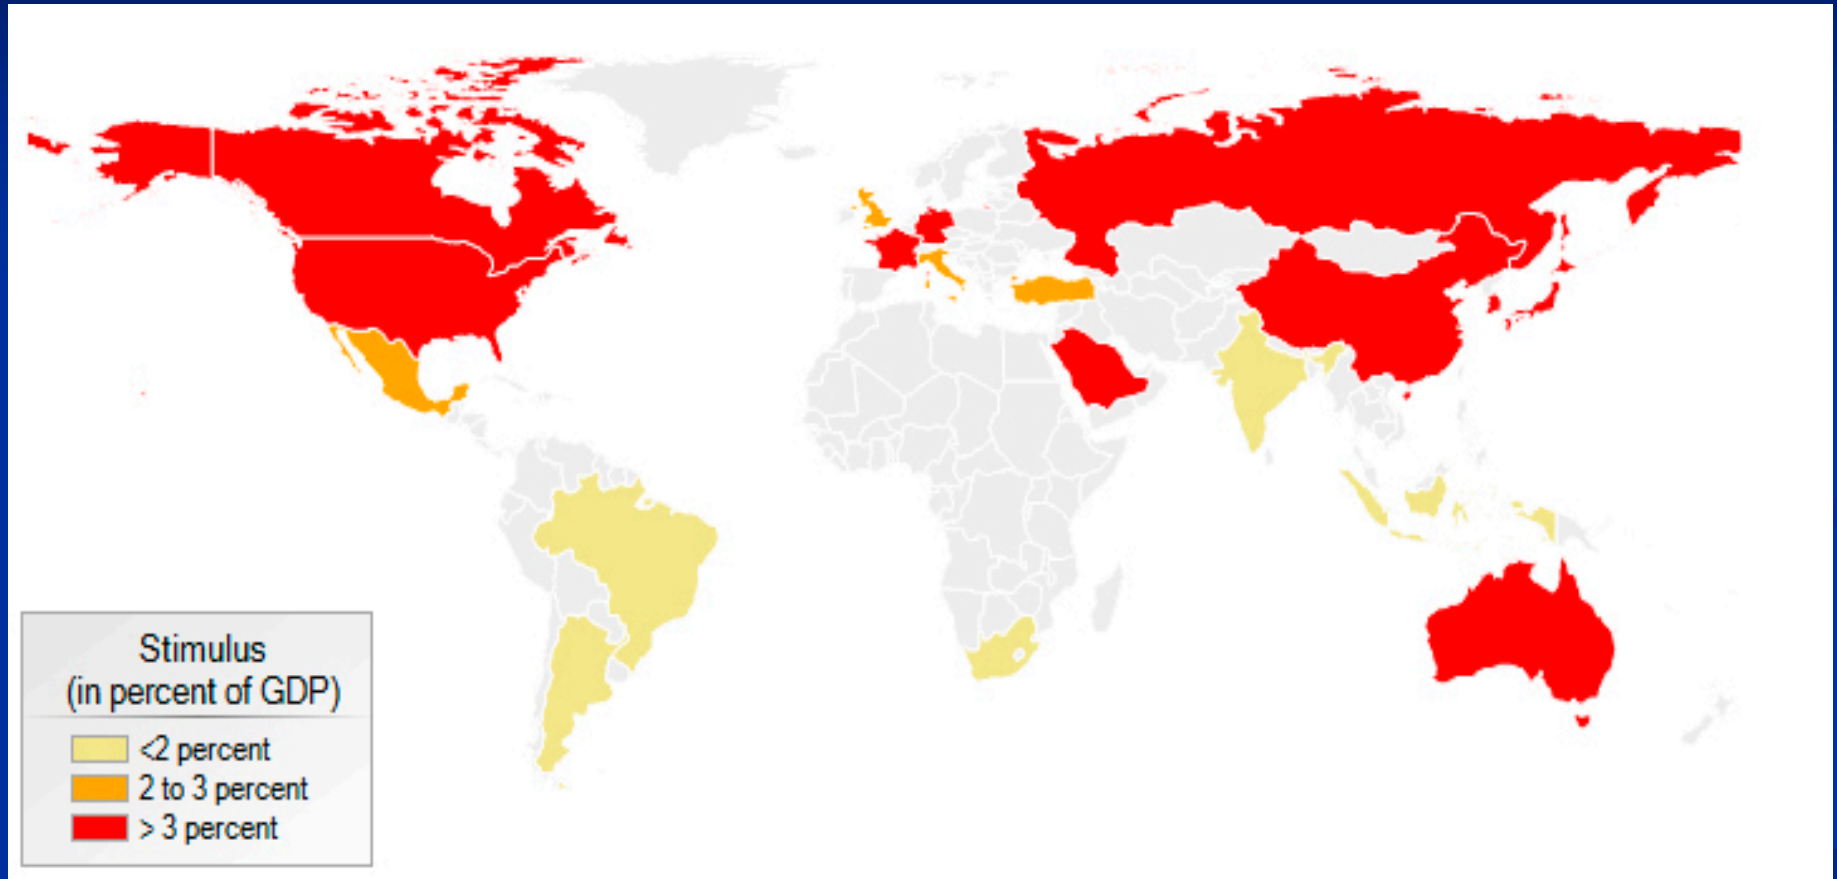 Stimulus
(in percent of GDP)
<2 percent
2 to 3 percent
> 3 percent